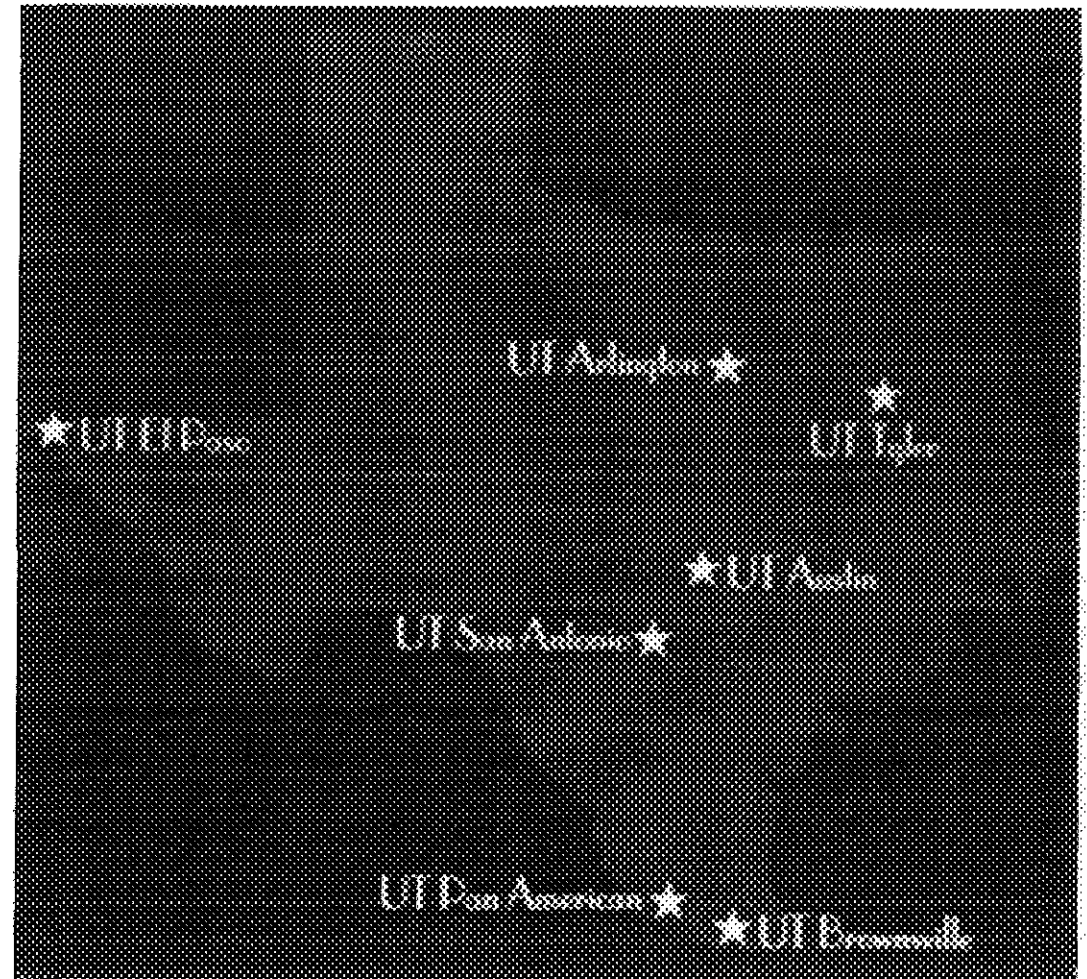 UT Arlington
UT El Paso
UT Tyler
UT Austin
UT San Antonio
UT Pan American
UT Brownsville